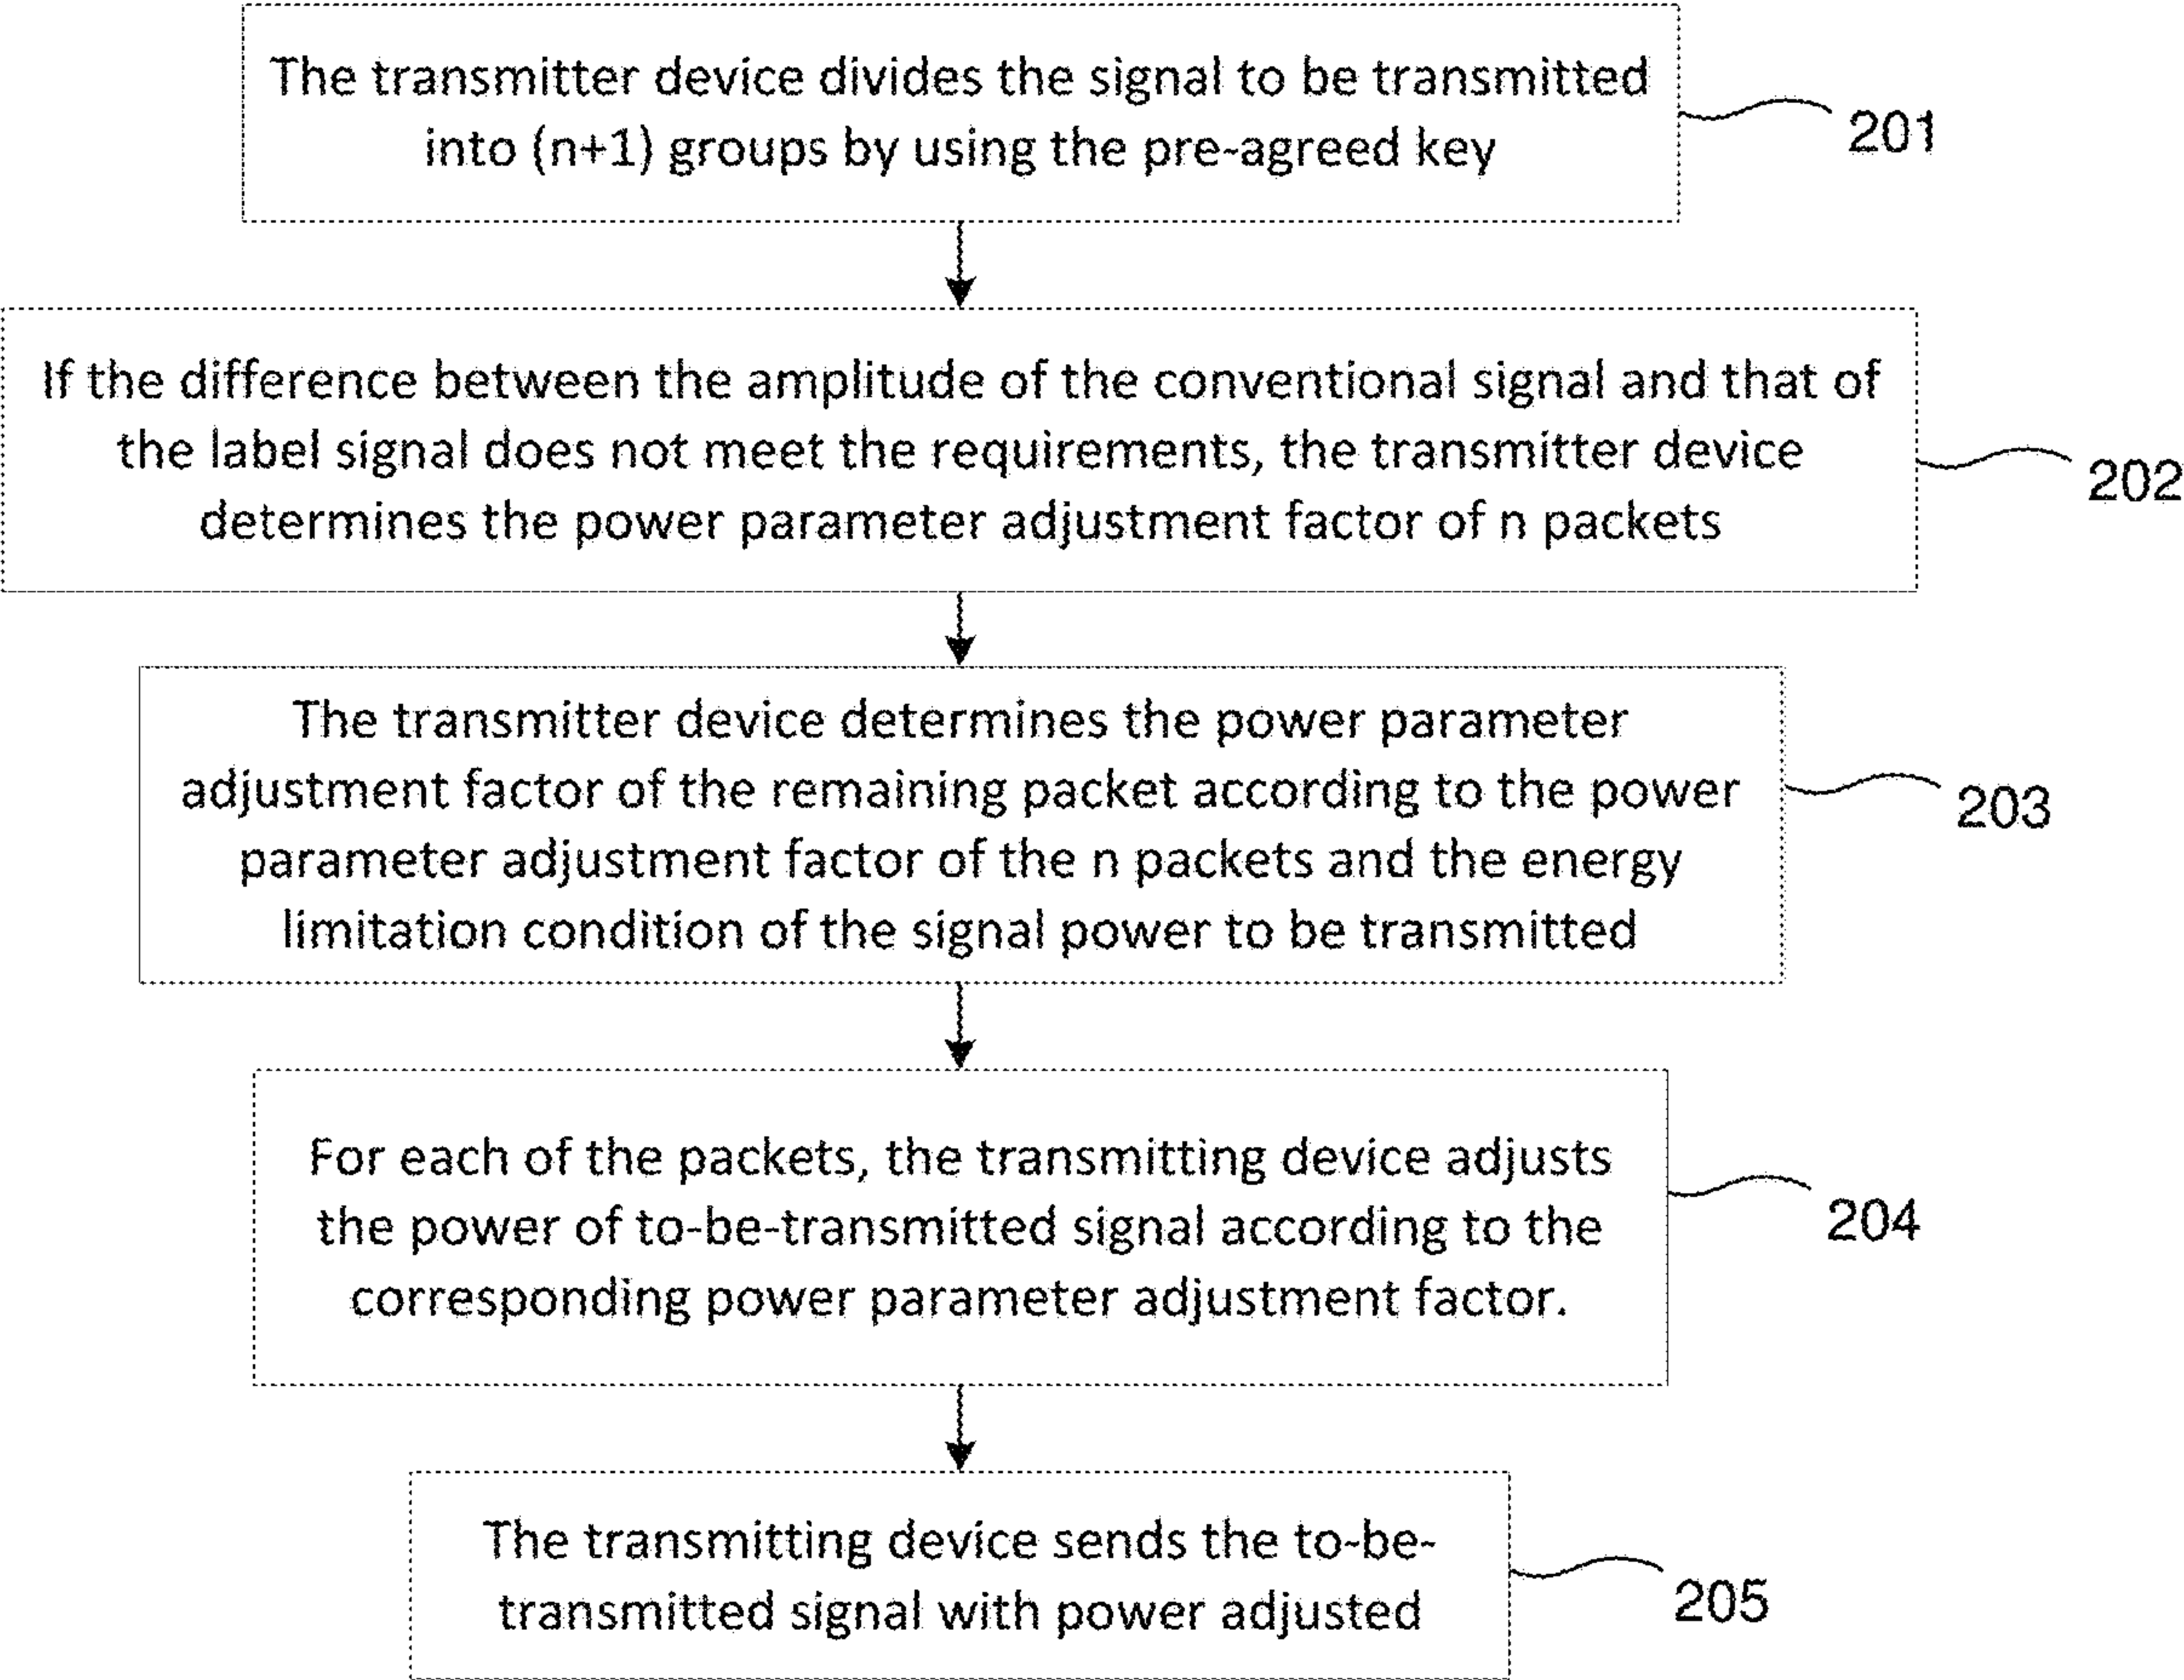 The transmitter device divides the signal to be transmitted
into (n+1) groups by using the pre-agreed key
201
If the difference between the amplitude of the conventional signal and that of
the label signal does not meet the requirements, the transmitter device
determines the power parameter adjustment factor of n packets
202
The transmitter device determines the power parameter
adjustment factor of the remaining packet according to the power
parameter adjustment factor of the n packets and the energy
limitation condition of the signal power to be transmitted
203
For each of the packets, the transmitting device adjusts
the power of to-be-transmitted signal according to the
corresponding power parameter adjustment factor.
204
The transmitting device sends the to-be-
transmitted signal with power adjusted
205